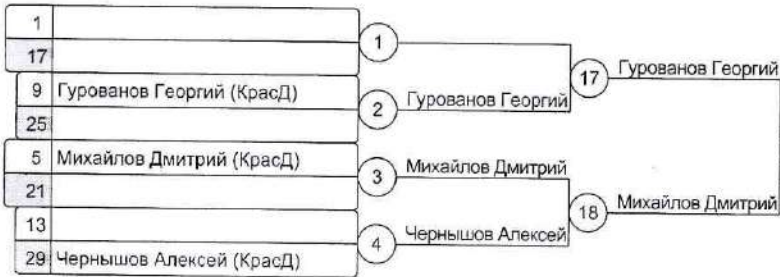 1
17
1
9 Гурованов Георгий (КрасД)
25
2
Гурованов Георгий
17
Гурованов Георгий
5 Михайлов Дмитрий (КрасД)
21
3
Михайлов Дмитрий
13
29 Чернышов Алексей (КрасД)
4
Чернышов Алексей
18
Михайлов Дмитрий